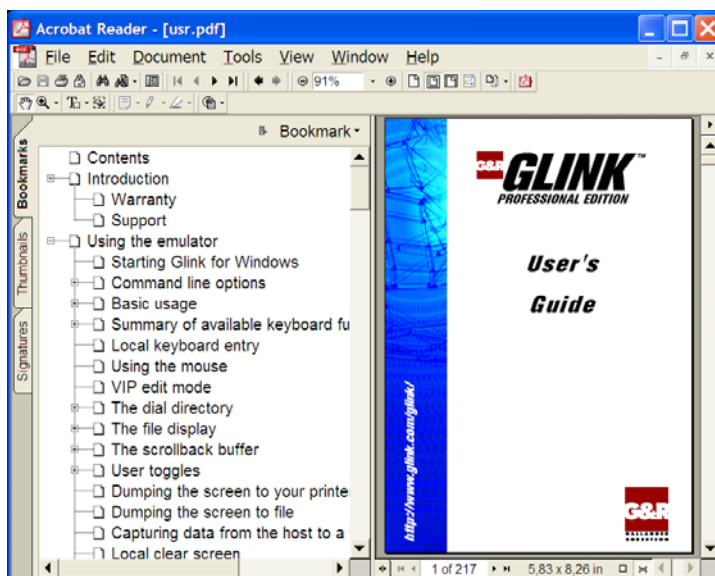 Acrobat Reader - [usr.pdf]
File Edit Document Tools View Window Help
91%
Bookmark
Bookmarks
Thumbnails
Signatures
Contents
Introduction
Warranty
Support
Using the emulator
Starting Glink for Windows
Command line options
Basic usage
Summary of available keyboard fu
Local keyboard entry
Using the mouse
VIP edit mode
The dial directory
The file display
The scrollback buffer
User toggles
Dumping the screen to your printe
Dumping the screen to file
Capturing data from the host to a
Local clear screen
G&R GLINK™
PROFESSIONAL EDITION
User's
Guide
http://www.glink.com/glink/
G&R
GALLAGHER
ROBERTSON
1 of 217
5,83 x 8,26 in